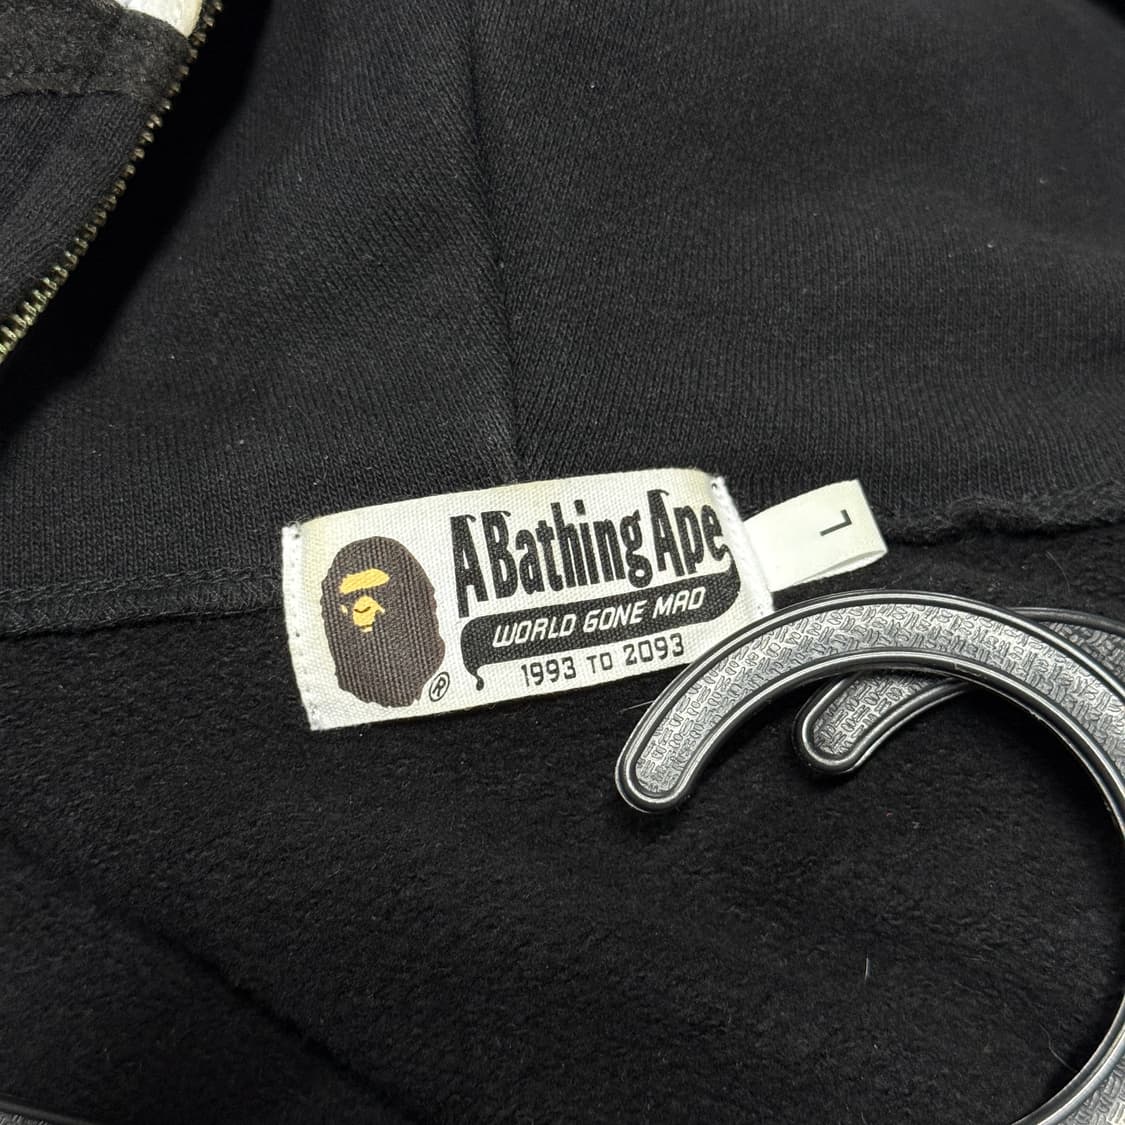 A Bathing Ape
WORLD GONE MAD
1993 TO 2093
®
L